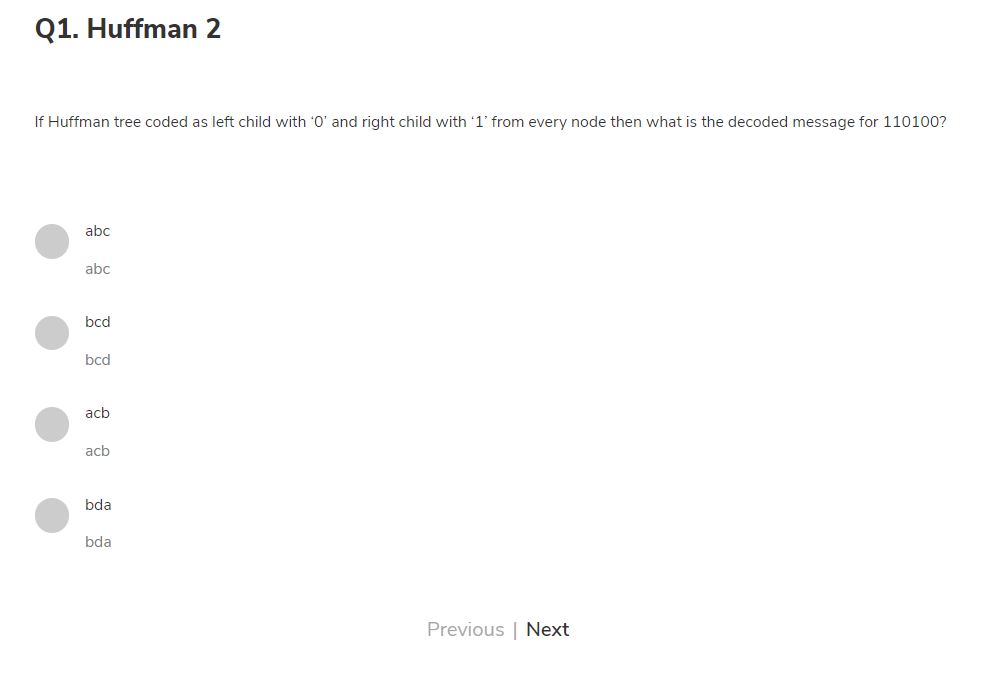 Q1. Huffman 2
If Huffman tree coded as left child with ‘0’ and right child with ‘1’ from every node then what is the decoded message for 110100?
abc
abc
bcd
bcd
acb
acb
bda
bda
Previous | Next